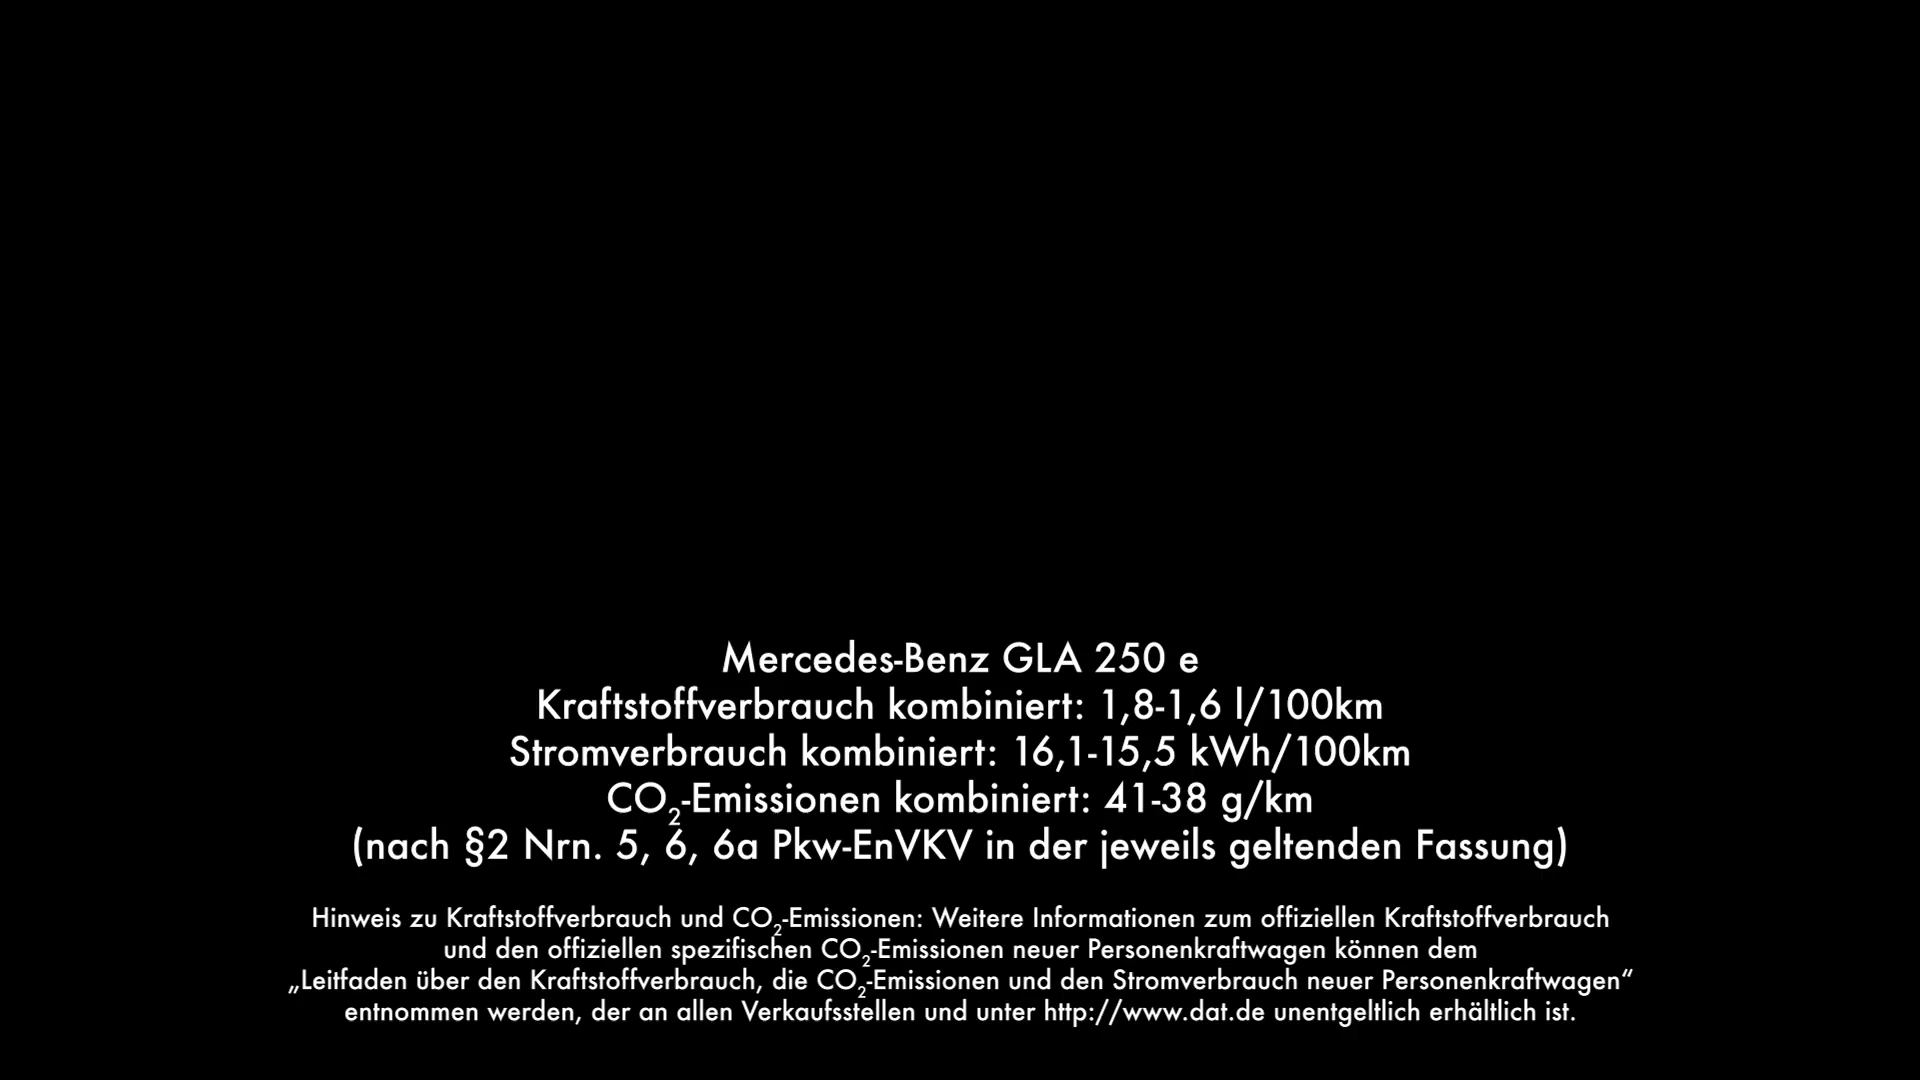 Mercedes-Benz GLA 250 e
Kraftstoffverbrauch kombiniert: 1,8-1,6 l/100km
Stromverbrauch kombiniert: 16,1-15,5 kWh/100km
CO₂-Emissionen kombiniert: 41-38 g/km
(nach §2 Nrn. 5, 6, 6a Pkw-EnVKV in der jeweils geltenden Fassung)
Hinweis zu Kraftstoffverbrauch und CO₂-Emissionen: Weitere Informationen zum offiziellen Kraftstoffverbrauch
und den offiziellen spezifischen CO₂-Emissionen neuer Personenkraftwagen können dem
„Leitfaden über den Kraftstoffverbrauch, die CO₂-Emissionen und den Stromverbrauch neuer Personenkraftwagen“
entnommen werden, der an allen Verkaufsstellen und unter http://www.dat.de unentgeltlich erhältlich ist.